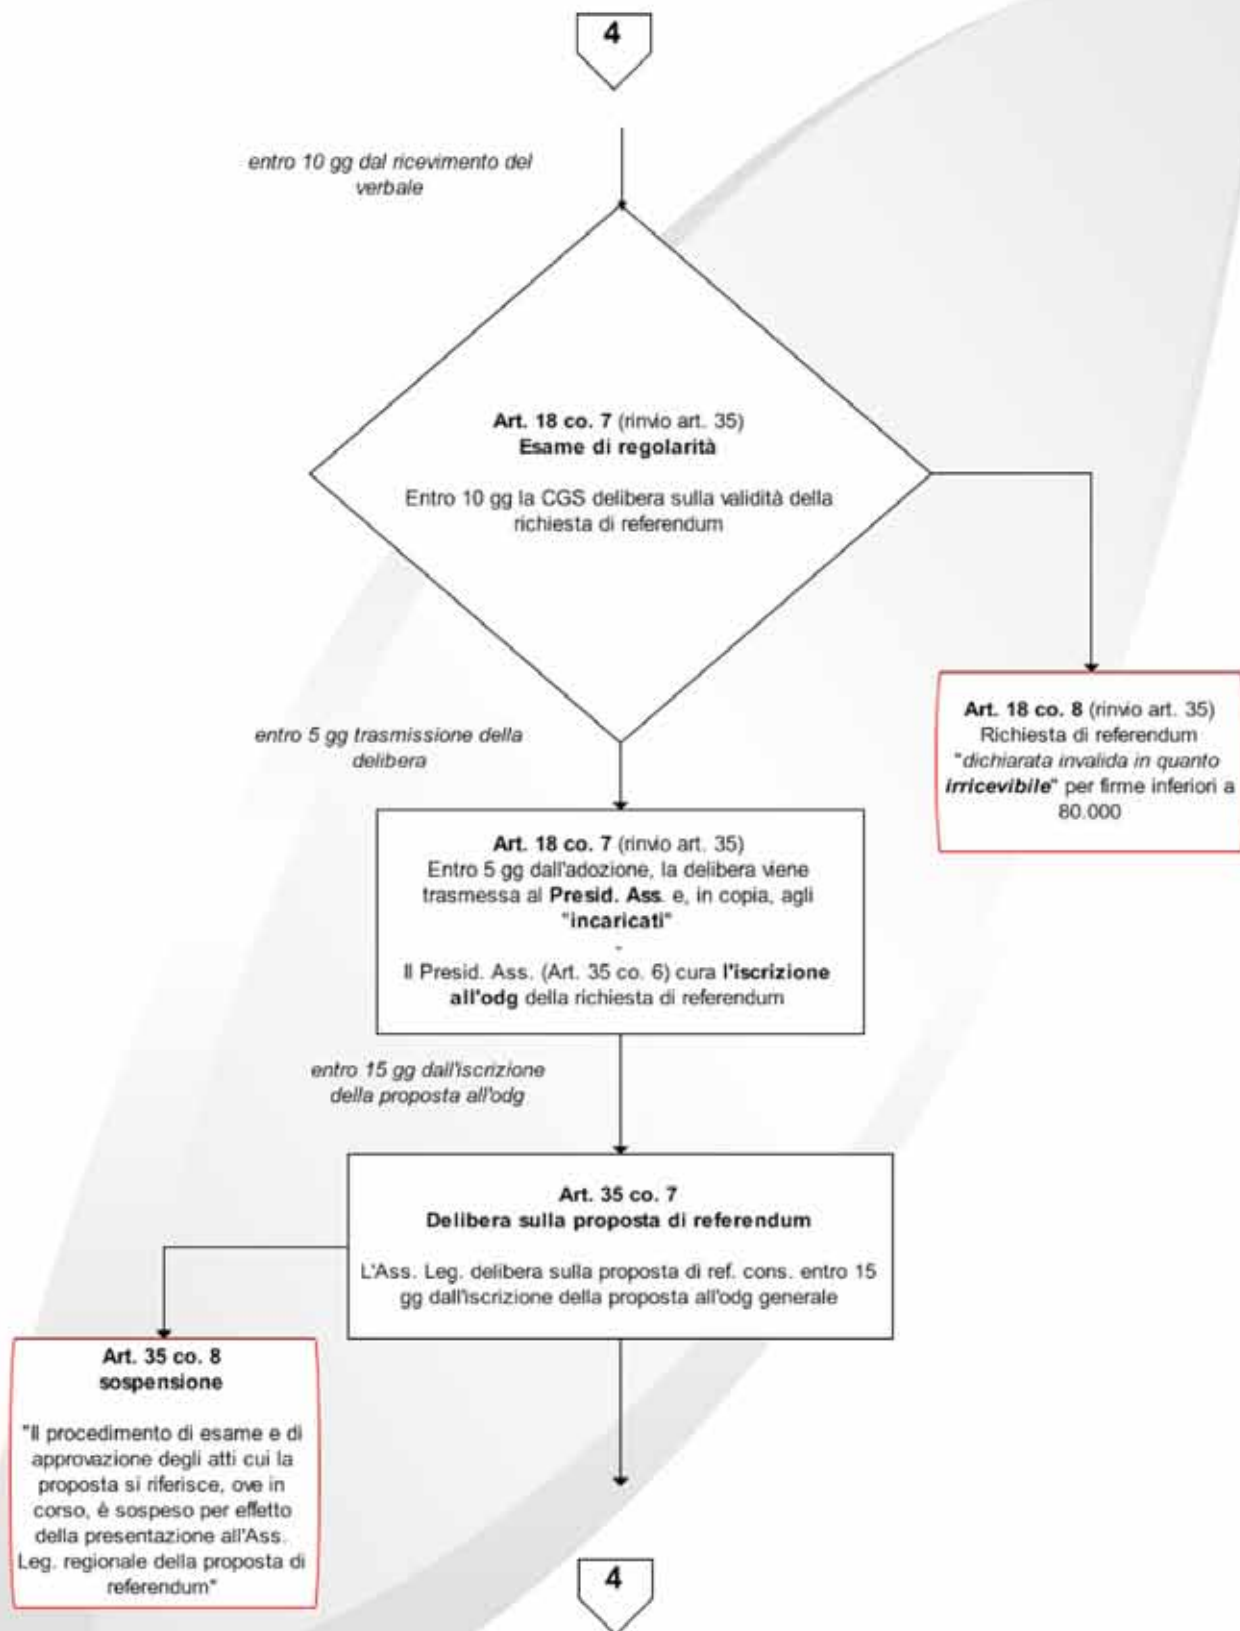 4
entro 10 gg dal ricevimento del
verbale
Art. 18 co. 7 (rinvio art. 35)
Esame di regolarità
Entro 10 gg la CGS delibera sulla validità della
richiesta di referendum
Art. 18 co. 8 (rinvio art. 35)
Richiesta di referendum
"dichiarata invalida in quanto
irricevibile" per firme inferiori a
80.000
entro 5 gg trasmissione della
delibera
Art. 18 co. 7 (rinvio art. 35)
Entro 5 gg dall'adozione, la delibera viene
trasmessa al Presid. Ass. e, in copia, agli
"incaricati"
-
Il Presid. Ass. (Art. 35 co. 6) cura l'iscrizione
all'odg della richiesta di referendum
entro 15 gg dall'iscrizione
della proposta all'odg
Art. 35 co. 7
Delibera sulla proposta di referendum
L'Ass. Leg. delibera sulla proposta di ref. cons. entro 15
gg dall'iscrizione della proposta all'odg generale
Art. 35 co. 8
sospensione
"Il procedimento di esame e di
approvazione degli atti cui la
proposta si riferisce, ove in
corso, è sospeso per effetto
della presentazione all'Ass.
Leg. regionale della proposta di
referendum"
4